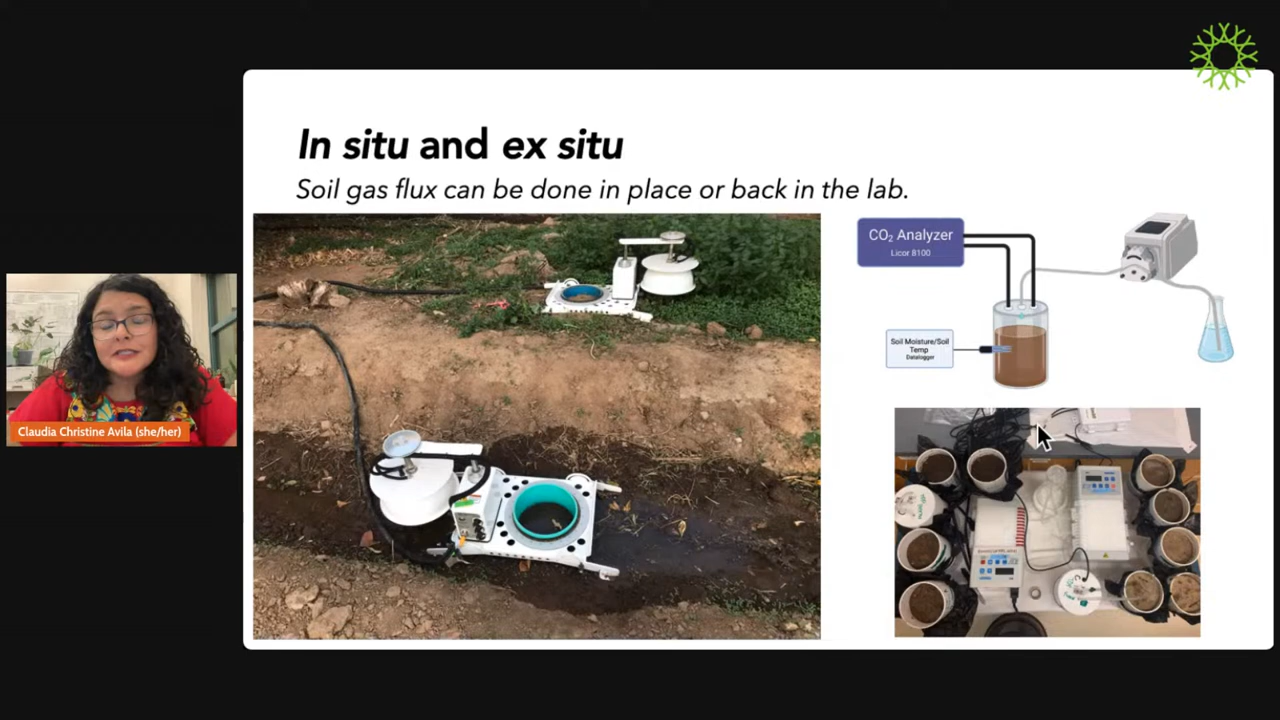 In situ and ex situ
Soil gas flux can be done in place or back in the lab.
CO₂ Analyzer
Licor 8100
Soil Moisture/Soil
Temp
Datalogger
Claudia Christine Avila (she/her)